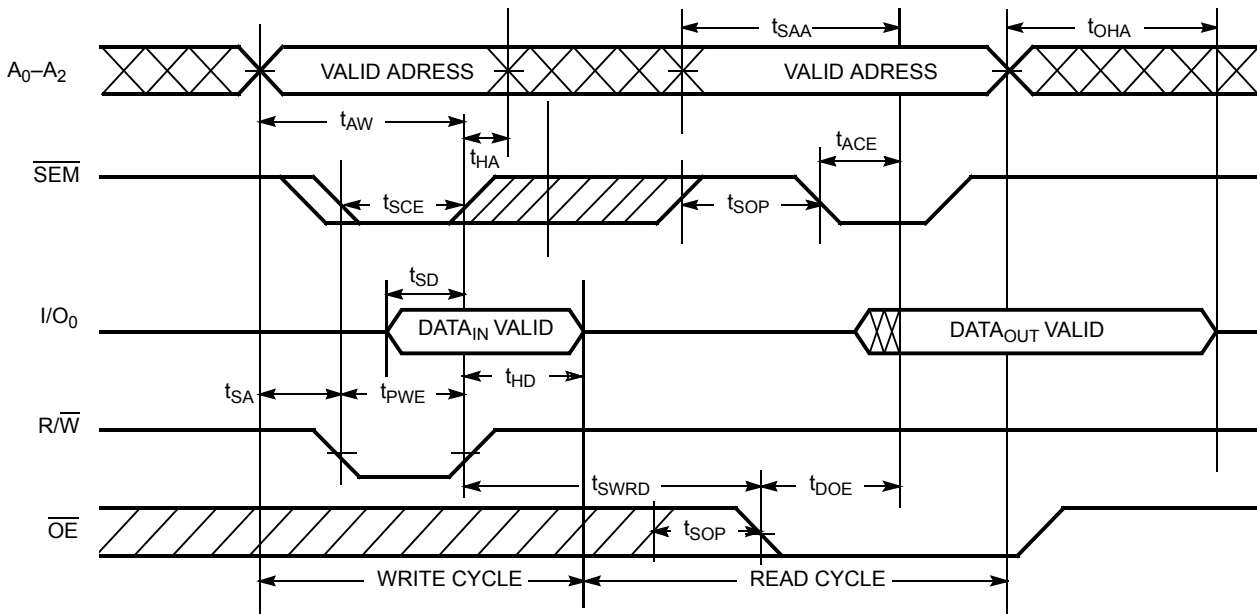 tSAA
tOHA
A0–A2
VALID ADRESS
VALID ADRESS
tAW
tHA
tACE
SEM
tSCE
tSOP
tSD
I/O0
DATAIN VALID
DATAOUT VALID
tSA
tPWE
tHD
R/W
tSWRD
tDOE
OE
tSOP
WRITE CYCLE
READ CYCLE